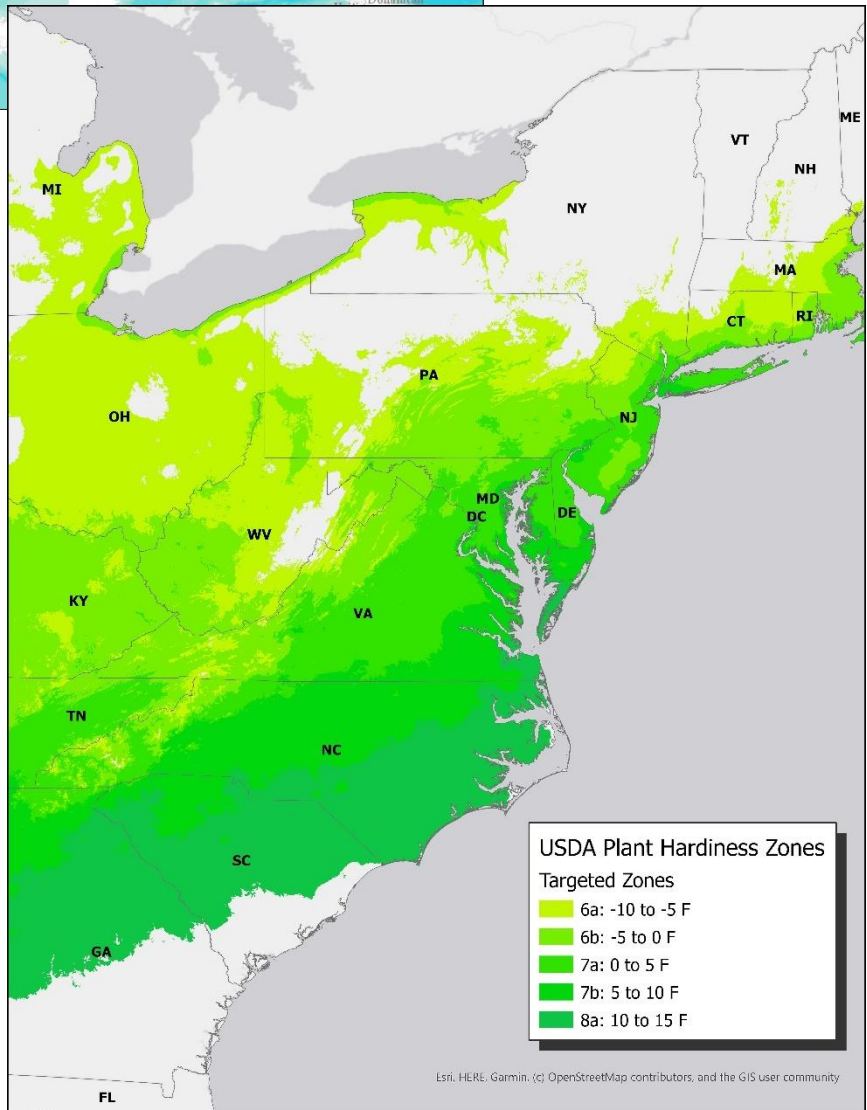 ME
VT
NH
MI
NY
MA
CT
RI
PA
OH
NJ
MD
DC
DE
WV
KY
VA
TN
NC
SC
GA
FL
USDA Plant Hardiness Zones
Targeted Zones
6a: -10 to -5 F
6b: -5 to 0 F
7a: 0 to 5 F
7b: 5 to 10 F
8a: 10 to 15 F
Esri, HERE, Garmin, (c) OpenStreetMap contributors, and the GIS user community